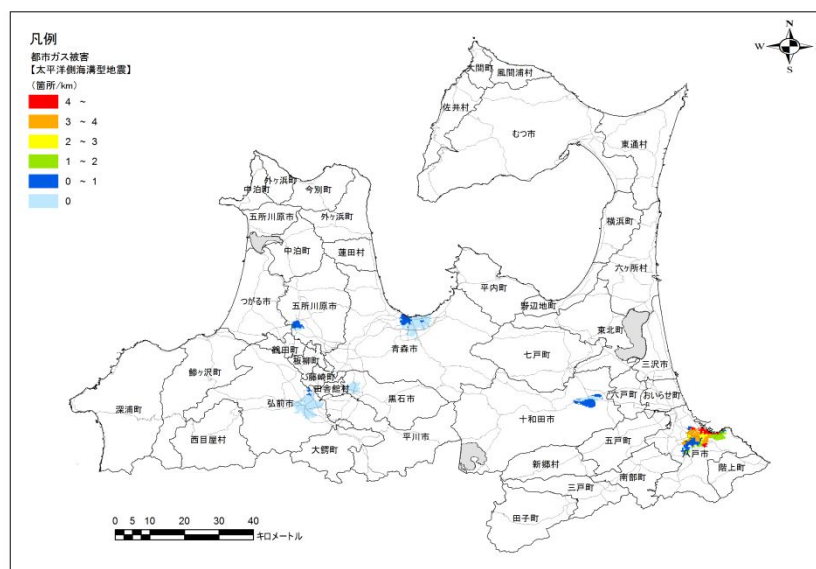 凡例
都市ガス被害
【太平洋側海溝型地震】
(箇所/km)
4 ~
3 ~ 4
2 ~ 3
1 ~ 2
0 ~ 1
0
N
W
E
S
大間町
風間浦村
佐井村
むつ市
東通村
外ヶ浜町
中泊町
今別町
五所川原市
外ヶ浜町
横浜町
中泊町
蓬田村
六ヶ所村
平内町
つがる市
五所川原市
野辺地町
東北町
鶴田町
青森市
七戸町
板柳町
三沢市
鰺ヶ沢町
藤崎町
田舎館村
六戸町
おいらせ町
弘前市
黒石市
深浦町
十和田市
西目屋村
平川市
五戸町
大鰐町
八戸市
新郷村
南部町
階上町
三戸町
田子町
0 5 10 20 30 40
キロメートル